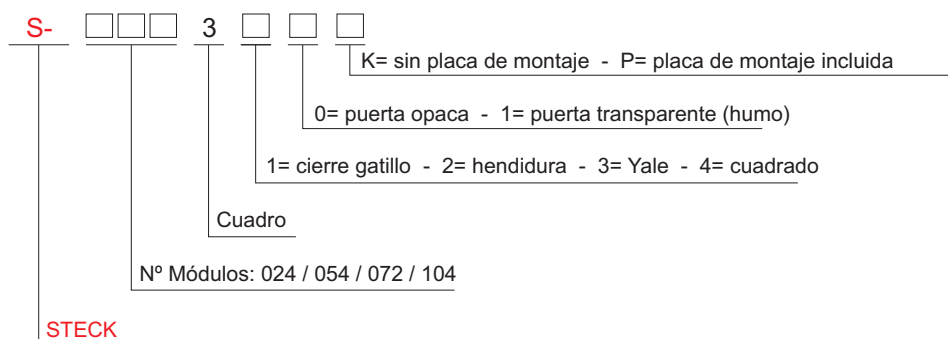 S- □□□ 3 □ □ □
K= sin placa de montaje - P= placa de montaje incluida
0= puerta opaca - 1= puerta transparente (humo)
1= cierre gatillo - 2= hendidura - 3= Yale - 4= cuadrado
Cuadro
Nº Módulos: 024 / 054 / 072 / 104
STECK